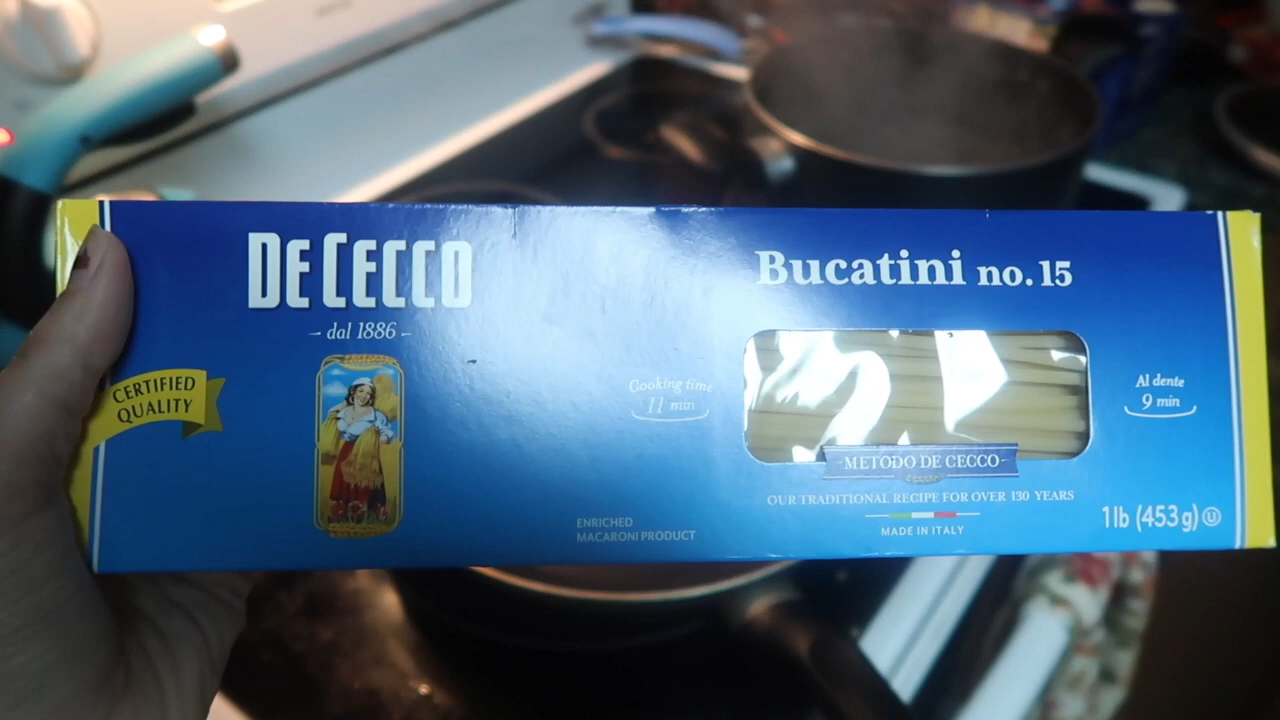 DE CECCO
dal 1886
CERTIFIED
QUALITY
ENRICHED
MACARONI PRODUCT
Cooking time
11 min
Bucatini no. 15
Al dente
9 min
METODO DE CECCO
OUR TRADITIONAL RECIPE FOR OVER 130 YEARS
MADE IN ITALY
1 lb (453 g) U